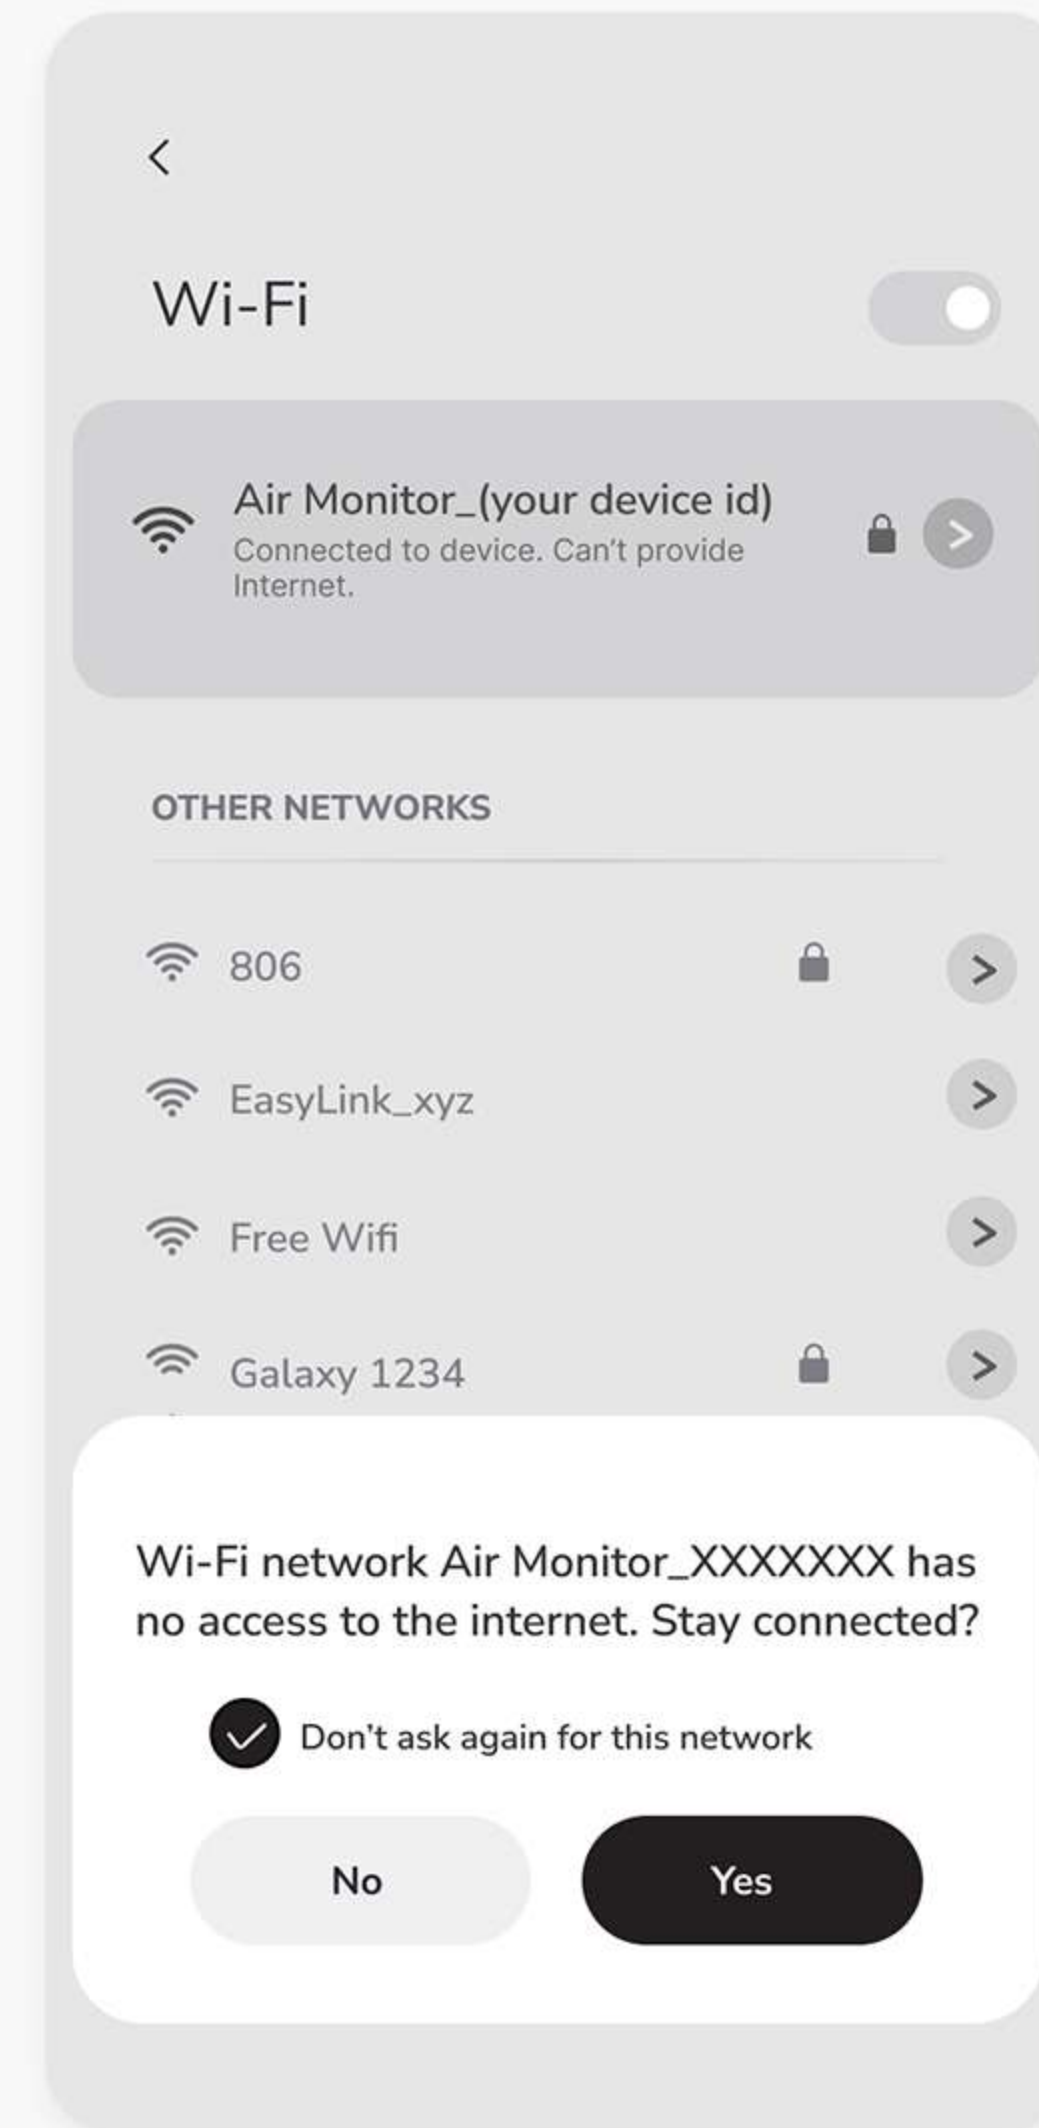 Wi-Fi
Air Monitor_(your device id)
Connected to device. Can't provide
Internet.
OTHER NETWORKS
806
EasyLink_xyz
Free Wifi
Galaxy 1234
Wi-Fi network Air Monitor_XXXXXXX has
no access to the internet. Stay connected?
Don't ask again for this network
No
Yes